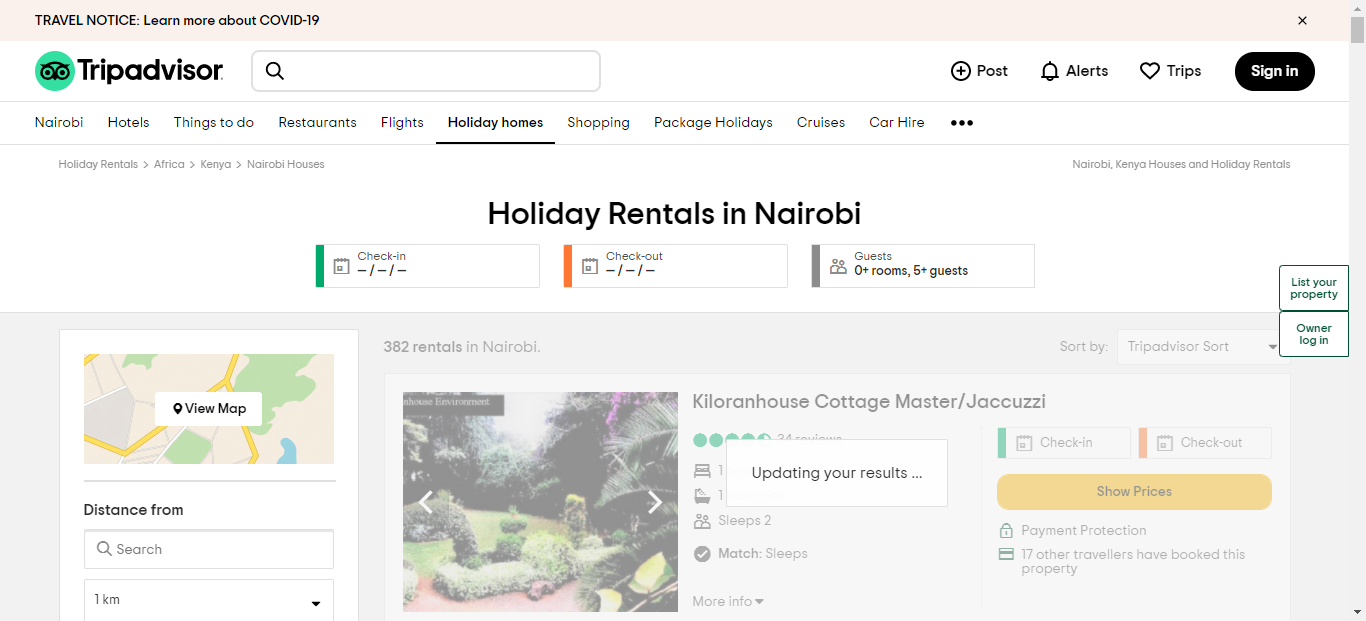 TRAVEL NOTICE: Learn more about COVID-19
Tripadvisor
Post
Alerts
Trips
Sign in
Nairobi
Hotels
Things to do
Restaurants
Flights
Holiday homes
Shopping
Package Holidays
Cruises
Car Hire
Holiday Rentals > Africa > Kenya > Nairobi Houses
Nairobi, Kenya Houses and Holiday Rentals
Holiday Rentals in Nairobi
Check-in
– / – / –
Check-out
– / – / –
Guests
0+ rooms, 5+ guests
List your
property
Owner
log in
View Map
Distance from
Search
1 km
382 rentals in Nairobi.
Sort by:
Tripadvisor Sort
nhouse Environment
Kiloranhouse Cottage Master/Jaccuzzi
34 reviews
1
1
Updating your results ...
Sleeps 2
Match: Sleeps
More info
Check-in
Check-out
Show Prices
Payment Protection
17 other travellers have booked this
property